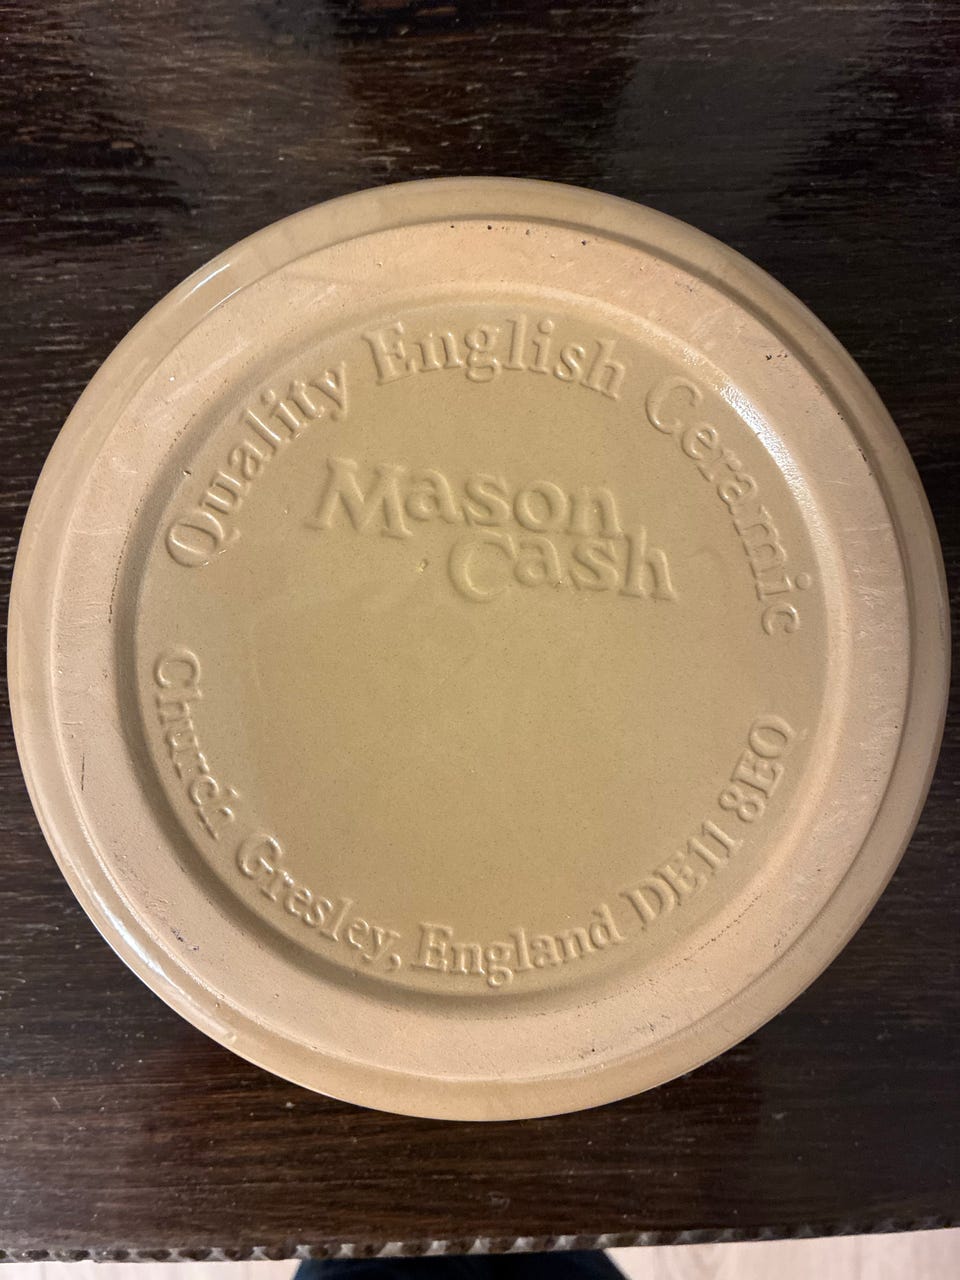 Quality English Ceramic
Mason
Cash
Church Gresley, England DE11 8EQ